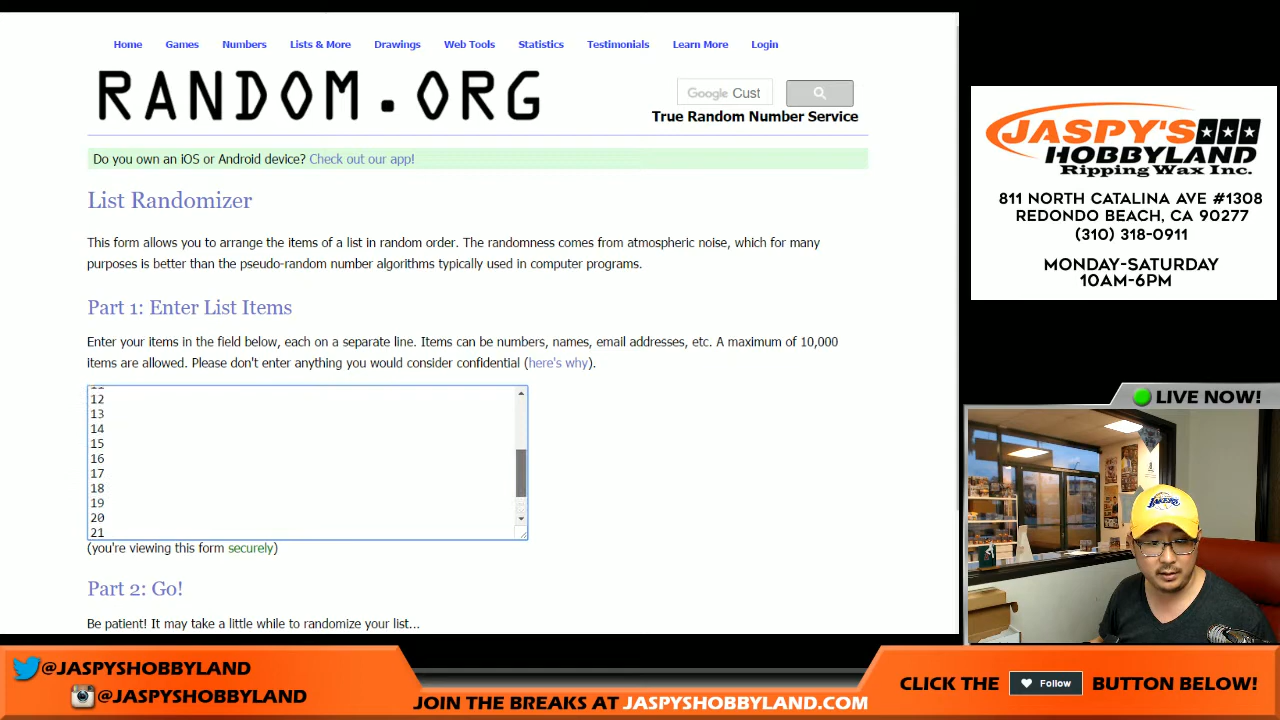 Home Games Numbers Lists & More Drawings Web Tools Statistics Testimonials Learn More Login
RANDOM.ORG
Google Cust
True Random Number Service
Do you own an iOS or Android device? Check out our app!
List Randomizer
This form allows you to arrange the items of a list in random order. The randomness comes from atmospheric noise, which for many
purposes is better than the pseudo-random number algorithms typically used in computer programs.
Part 1: Enter List Items
Enter your items in the field below, each on a separate line. Items can be numbers, names, email addresses, etc. A maximum of 10,000
items are allowed. Please don't enter anything you would consider confidential (here's why).
12
13
14
15
16
17
18
19
20
21
(you're viewing this form securely)
Part 2: Go!
Be patient! It may take a little while to randomize your list...
JASPY'S
HOBBYLAND
Ripping Wax Inc.
811 NORTH CATALINA AVE #1308
REDONDO BEACH, CA 90277
(310) 318-0911
MONDAY-SATURDAY
10AM-6PM
LIVE NOW!
LAKERS
@JASPYSHOBBYLAND
@JASPYSHOBBYLAND
JOIN THE BREAKS AT JASPYSHOBBYLAND.COM
CLICK THE Follow BUTTON BELOW!